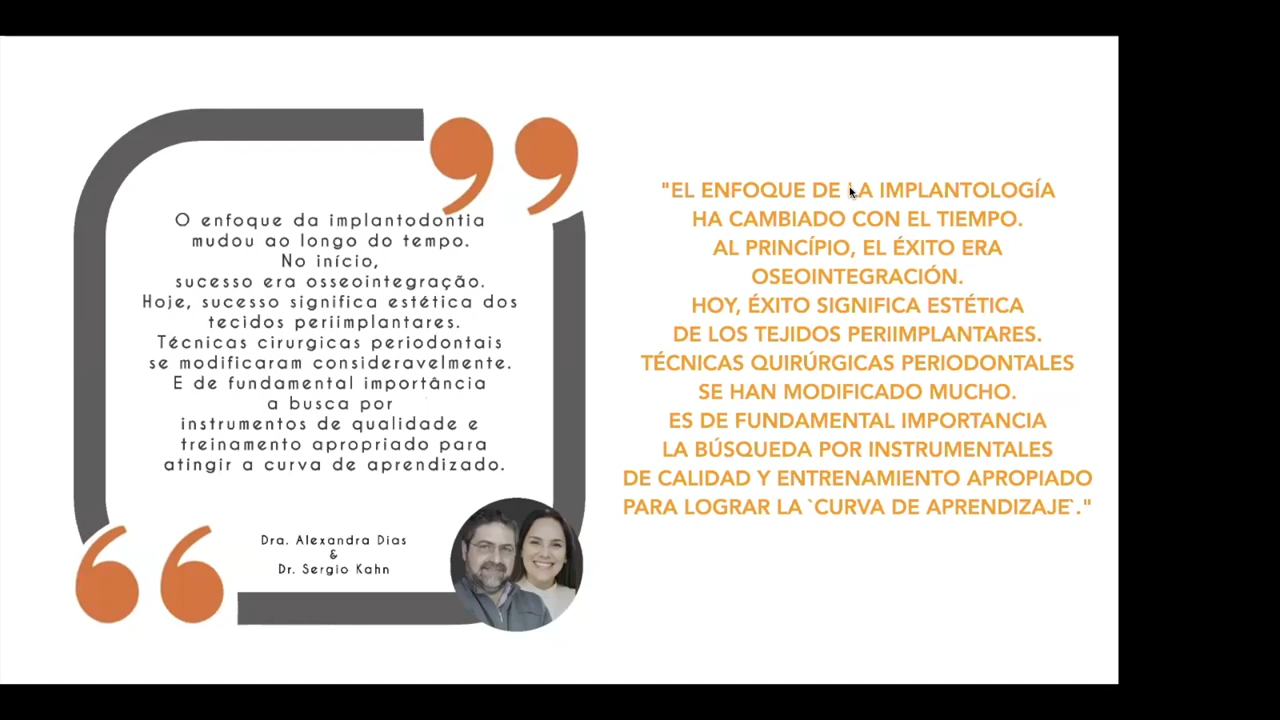 O enfoque da implantodontia
mudou ao longo do tempo.
No início,
sucesso era osseointegração.
Hoje, sucesso significa estética dos
tecidos periimplantares.
Técnicas cirurgicas periodontais
se modificaram consideravelmente.
E de fundamental importância
a busca por
instrumentos de qualidade e
treinamento apropriado para
atingir a curva de aprendizado.
Dra. Alexandra Dias
&
Dr. Sergio Kahn
"EL ENFOQUE DE LA IMPLANTOLOGÍA
HA CAMBIADO CON EL TIEMPO.
AL PRINCÍPIO, EL ÉXITO ERA
OSEOINTEGRACIÓN.
HOY, ÉXITO SIGNIFICA ESTÉTICA
DE LOS TEJIDOS PERIIMPLANTARES.
TÉCNICAS QUIRÚRGICAS PERIODONTALES
SE HAN MODIFICADO MUCHO.
ES DE FUNDAMENTAL IMPORTANCIA
LA BÚSQUEDA POR INSTRUMENTALES
DE CALIDAD Y ENTRENAMIENTO APROPIADO
PARA LOGRAR LA `CURVA DE APRENDIZAJE`."